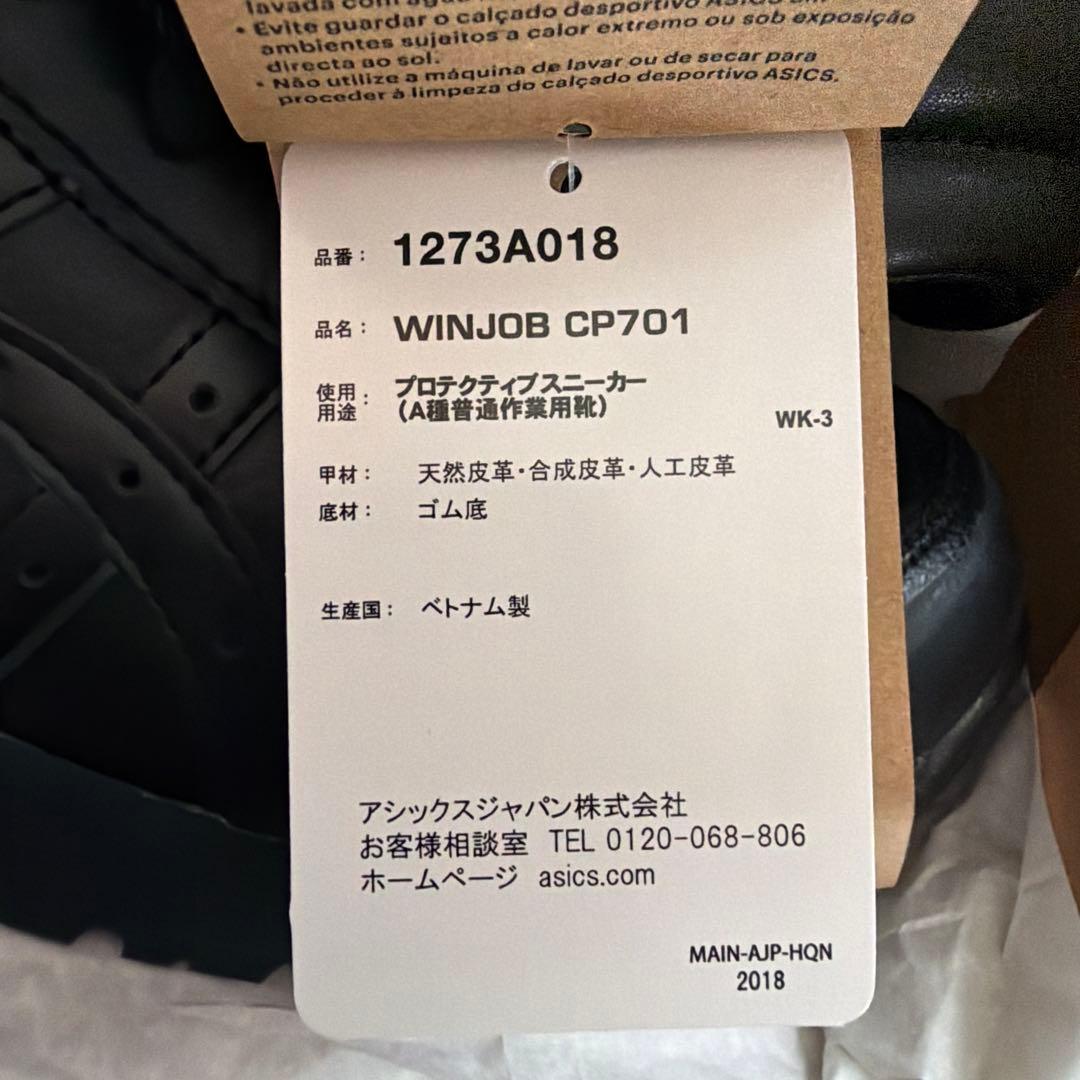 lavada com
• Evite guardar o calçado desportivo ASICS em
ambientes sujeitos a calor extremo ou sob exposição
directa ao sol.
• Não utilize a máquina de lavar ou de secar para
proceder à limpeza do calçado desportivo ASICS.
品番： 1273A018
品名： WINJOB CP701
使用用途： プロテクティブスニーカー
（A種普通作業用靴）
WK-3
甲材： 天然皮革・合成皮革・人工皮革
底材： ゴム底
生産国： ベトナム製
アシックスジャパン株式会社
お客様相談室 TEL 0120-068-806
ホームページ asics.com
MAIN-AJP-HQN
2018